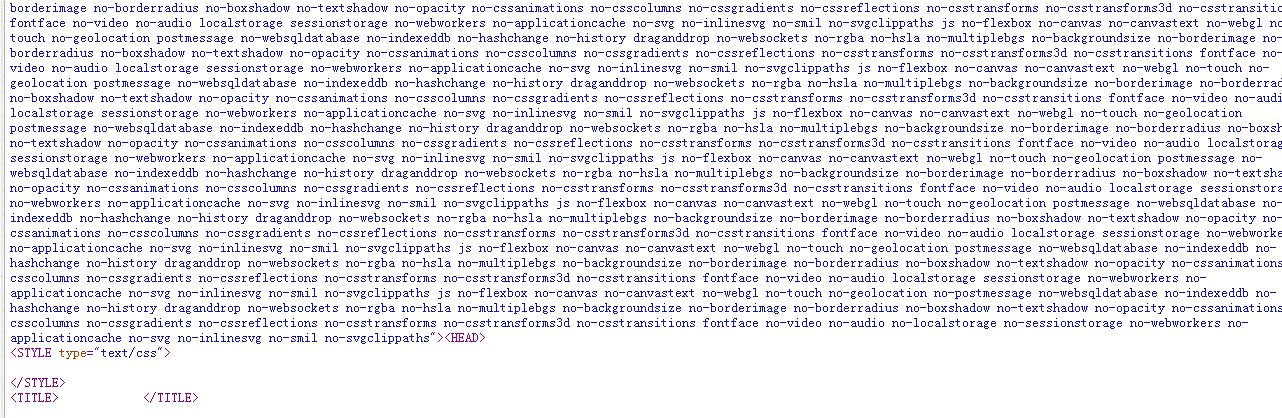 borderimage no-borderradius no-boxshadow no-textshadow no-opacity no-cssanimations no-csscolumns no-cssgradients no-cssreflections no-csstransforms no-csstransforms3d no-csstransitions
fontface no-video no-audio localstorage sessionstorage no-webworkers no-applicationcache no-svg no-inlinesvg no-smil no-svgclippaths js no-flexbox no-canvas no-canvastext no-webgl no-
touch no-geolocation postmessage no-websqldatabase no-indexeddb no-hashchange no-history draganddrop no-websockets no-rgba no-hsla no-multiplebgs no-backgroundsize no-borderimage no-
borderradius no-boxshadow no-textshadow no-opacity no-cssanimations no-csscolumns no-cssgradients no-cssreflections no-csstransforms no-csstransforms3d no-csstransitions fontface no-
video no-audio localstorage sessionstorage no-webworkers no-applicationcache no-svg no-inlinesvg no-smil no-svgclippaths js no-flexbox no-canvas no-canvastext no-webgl no-touch no-
geolocation postmessage no-websqldatabase no-indexeddb no-hashchange no-history draganddrop no-websockets no-rgba no-hsla no-multiplebgs no-backgroundsize no-borderimage no-borderradius
no-boxshadow no-textshadow no-opacity no-cssanimations no-csscolumns no-cssgradients no-cssreflections no-csstransforms no-csstransforms3d no-csstransitions fontface no-video no-audio
localstorage sessionstorage no-webworkers no-applicationcache no-svg no-inlinesvg no-smil no-svgclippaths js no-flexbox no-canvas no-canvastext no-webgl no-touch no-geolocation
postmessage no-websqldatabase no-indexeddb no-hashchange no-history draganddrop no-websockets no-rgba no-hsla no-multiplebgs no-backgroundsize no-borderimage no-borderradius no-boxsh
no-textshadow no-opacity no-cssanimations no-csscolumns no-cssgradients no-cssreflections no-csstransforms no-csstransforms3d no-csstransitions fontface no-video no-audio localstorag
sessionstorage no-webworkers no-applicationcache no-svg no-inlinesvg no-smil no-svgclippaths js no-flexbox no-canvas no-canvastext no-webgl no-touch no-geolocation postmessage no-
websqldatabase no-indexeddb no-hashchange no-history draganddrop no-websockets no-rgba no-hsla no-multiplebgs no-backgroundsize no-borderimage no-borderradius no-boxshadow no-textsha
no-opacity no-cssanimations no-csscolumns no-cssgradients no-cssreflections no-csstransforms no-csstransforms3d no-csstransitions fontface no-video no-audio localstorage sessionstora
no-webworkers no-applicationcache no-svg no-inlinesvg no-smil no-svgclippaths js no-flexbox no-canvas no-canvastext no-webgl no-touch no-geolocation postmessage no-websqldatabase no-
indexeddb no-hashchange no-history draganddrop no-websockets no-rgba no-hsla no-multiplebgs no-backgroundsize no-borderimage no-borderradius no-boxshadow no-textshadow no-opacity no-
cssanimations no-csscolumns no-cssgradients no-cssreflections no-csstransforms no-csstransforms3d no-csstransitions fontface no-video no-audio localstorage sessionstorage no-webworke
no-applicationcache no-svg no-inlinesvg no-smil no-svgclippaths js no-flexbox no-canvas no-canvastext no-webgl no-touch no-geolocation postmessage no-websqldatabase no-indexeddb no-
hashchange no-history draganddrop no-websockets no-rgba no-hsla no-multiplebgs no-backgroundsize no-borderimage no-borderradius no-boxshadow no-textshadow no-opacity no-cssanimations
csscolumns no-cssgradients no-cssreflections no-csstransforms no-csstransforms3d no-csstransitions fontface no-video no-audio localstorage sessionstorage no-webworkers no-
applicationcache no-svg no-inlinesvg no-smil no-svgclippaths js no-flexbox no-canvas no-canvastext no-webgl no-touch no-geolocation no-postmessage no-websqldatabase no-indexeddb no-
hashchange no-history draganddrop no-websockets no-rgba no-hsla no-multiplebgs no-backgroundsize no-borderimage no-borderradius no-boxshadow no-textshadow no-opacity no-cssanimations
csscolumns no-cssgradients no-cssreflections no-csstransforms no-csstransforms3d no-csstransitions fontface no-video no-audio no-localstorage no-sessionstorage no-webworkers no-
applicationcache no-svg no-inlinesvg no-smil no-svgclippaths"><HEAD>
<STYLE type="text/css">
</STYLE>
<TITLE> </TITLE>